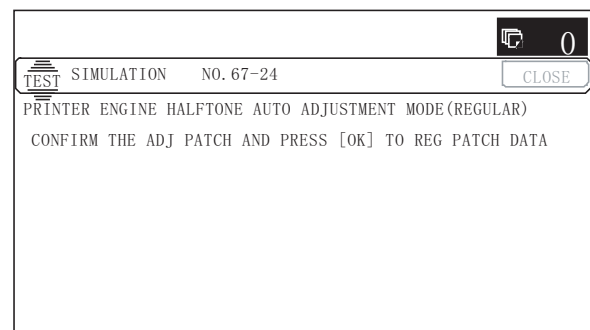 0
TEST SIMULATION NO.67-24 CLOSE
PRINTER ENGINE HALFTONE AUTO ADJUSTMENT MODE(REGULAR)
CONFIRM THE ADJ PATCH AND PRESS [OK] TO REG PATCH DATA